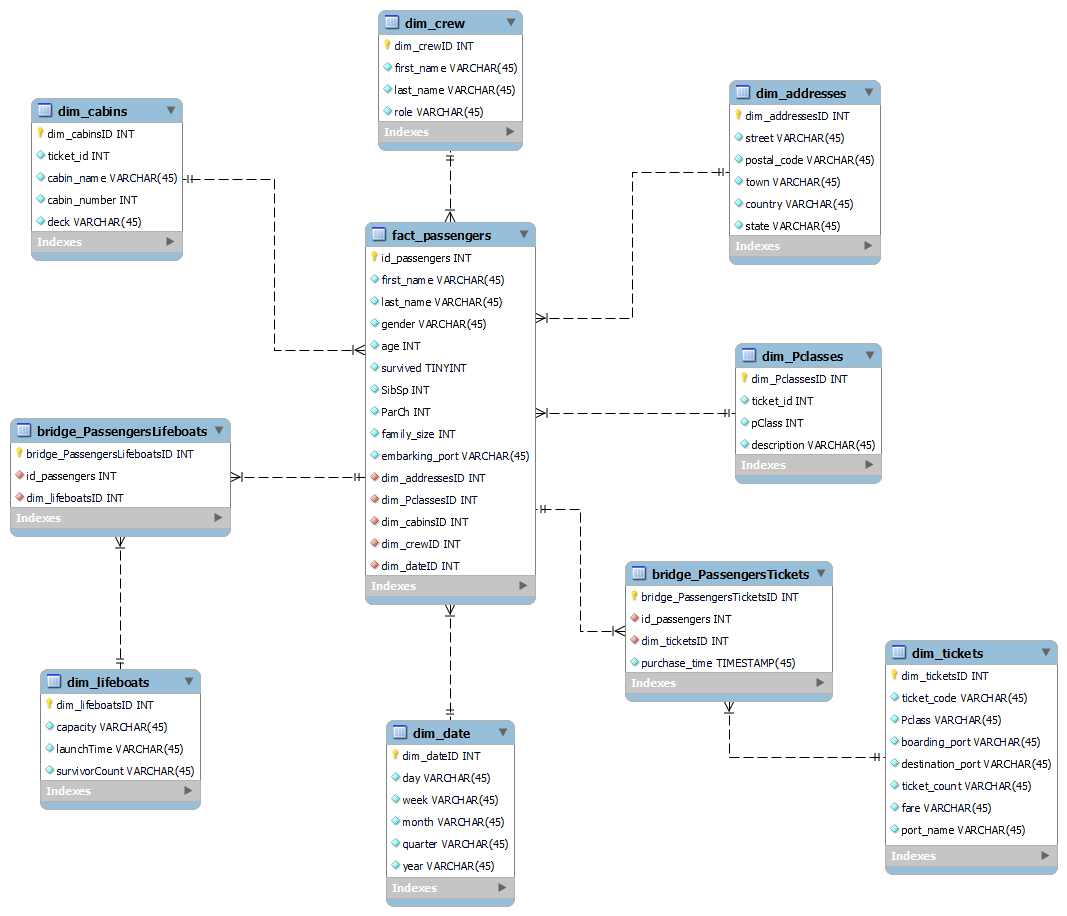 dim_crew
dim_crewID INT
first_name VARCHAR(45)
last_name VARCHAR(45)
role VARCHAR(45)
Indexes
dim_cabins
dim_cabinsID INT
ticket_id INT
cabin_name VARCHAR(45)
cabin_number INT
deck VARCHAR(45)
Indexes
dim_addresses
dim_addressesID INT
street VARCHAR(45)
postal_code VARCHAR(45)
town VARCHAR(45)
country VARCHAR(45)
state VARCHAR(45)
Indexes
fact_passengers
id_passengers INT
first_name VARCHAR(45)
last_name VARCHAR(45)
gender VARCHAR(45)
age INT
survived TINYINT
SibSp INT
ParCh INT
family_size INT
embarking_port VARCHAR(45)
dim_addressesID INT
dim_PclassesID INT
dim_cabinsID INT
dim_crewID INT
dim_dateID INT
Indexes
dim_Pclasses
dim_PclassesID INT
ticket_id INT
pClass INT
description VARCHAR(45)
Indexes
bridge_PassengersLifeboats
bridge_PassengersLifeboatsID INT
id_passengers INT
dim_lifeboatsID INT
Indexes
bridge_PassengersTickets
bridge_PassengersTicketsID INT
id_passengers INT
dim_ticketsID INT
purchase_time TIMESTAMP(45)
Indexes
dim_tickets
dim_ticketsID INT
ticket_code VARCHAR(45)
Pclass VARCHAR(45)
boarding_port VARCHAR(45)
destination_port VARCHAR(45)
ticket_count VARCHAR(45)
fare VARCHAR(45)
port_name VARCHAR(45)
Indexes
dim_lifeboats
dim_lifeboatsID INT
capacity VARCHAR(45)
launchTime VARCHAR(45)
survivorCount VARCHAR(45)
Indexes
dim_date
dim_dateID INT
day VARCHAR(45)
week VARCHAR(45)
month VARCHAR(45)
quarter VARCHAR(45)
year VARCHAR(45)
Indexes